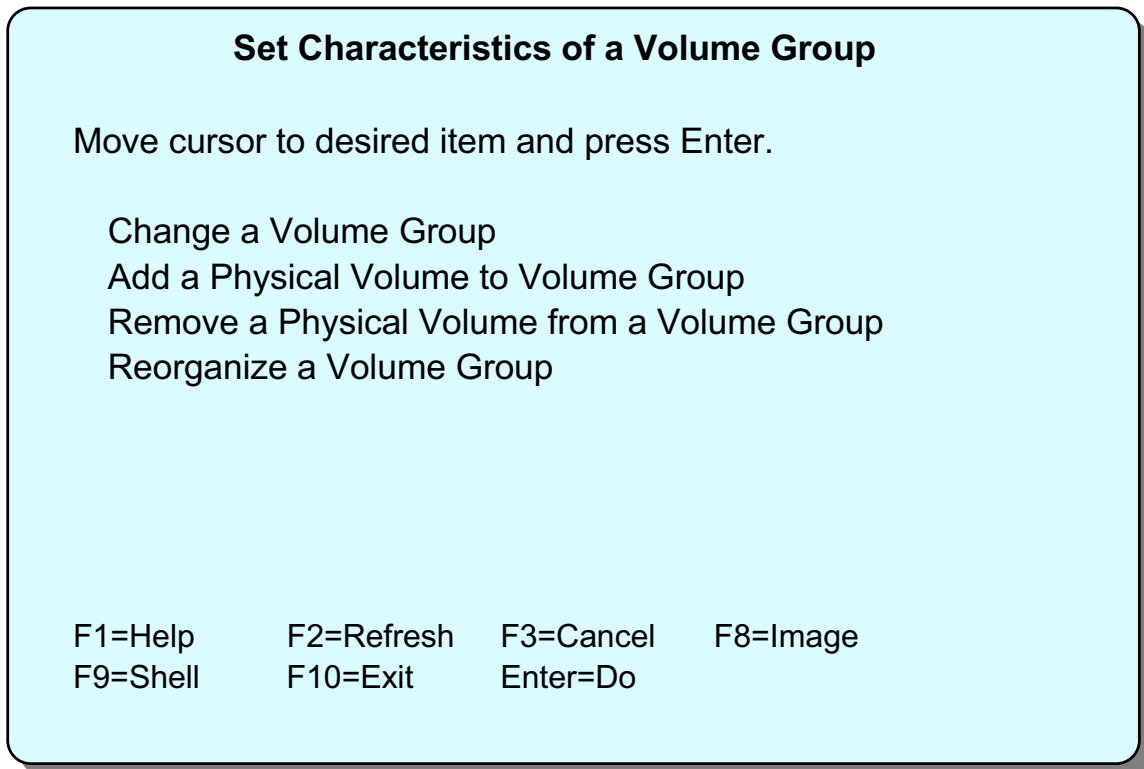 Set Characteristics of a Volume Group
Move cursor to desired item and press Enter.
Change a Volume Group
Add a Physical Volume to Volume Group
Remove a Physical Volume from a Volume Group
Reorganize a Volume Group
F1=Help F2=Refresh F3=Cancel F8=Image
F9=Shell F10=Exit Enter=Do